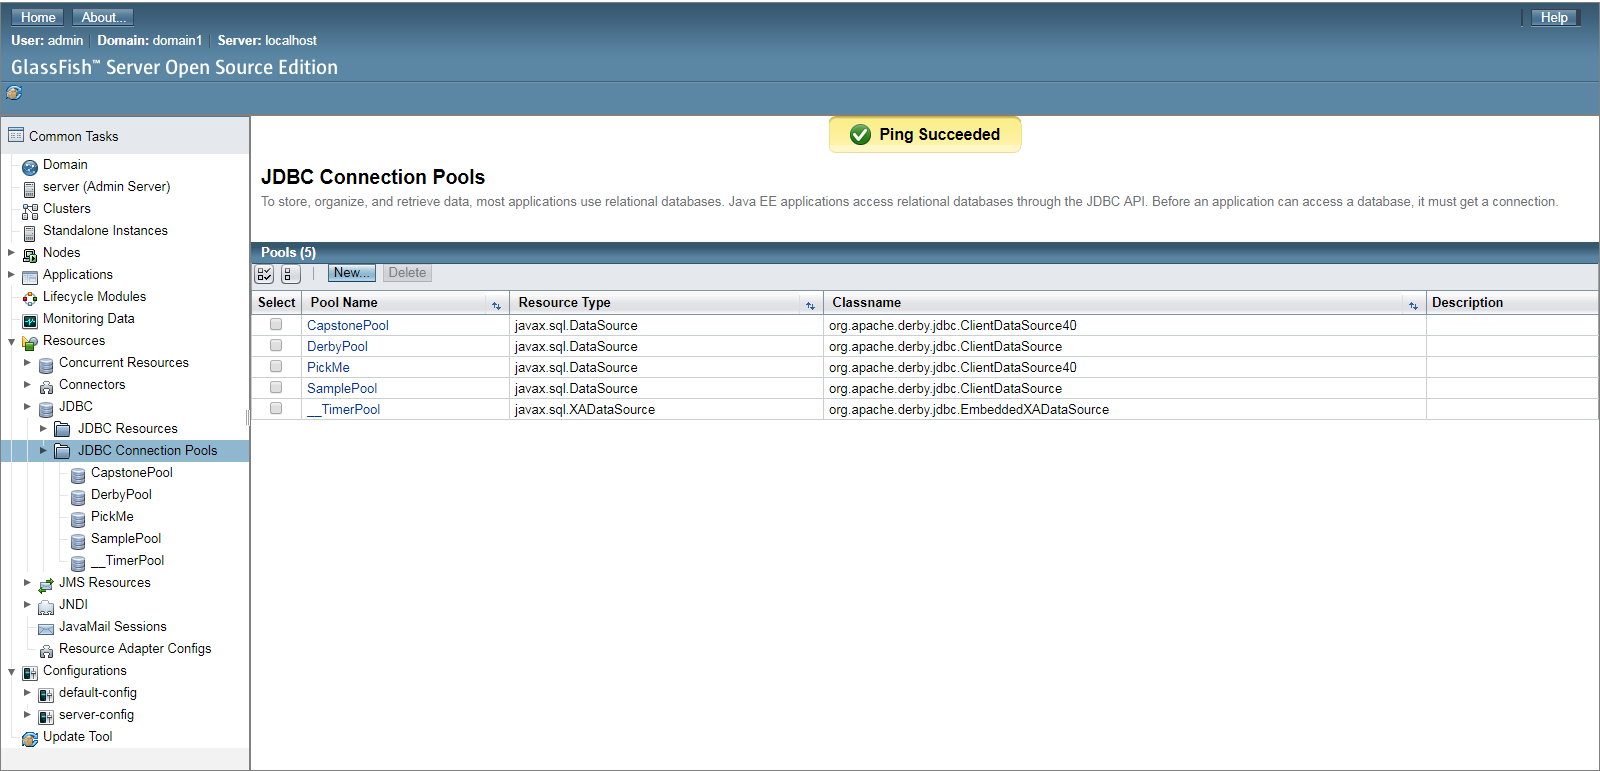 Home About... Help
User: admin Domain: domain1 Server: localhost
GlassFish™ Server Open Source Edition
Common Tasks
Domain
server (Admin Server)
Clusters
Standalone Instances
Nodes
Applications
Lifecycle Modules
Monitoring Data
Resources
Concurrent Resources
Connectors
JDBC
JDBC Resources
JDBC Connection Pools
CapstonePool
DerbyPool
PickMe
SamplePool
__TimerPool
JMS Resources
JNDI
JavaMail Sessions
Resource Adapter Configs
Configurations
default-config
server-config
Update Tool
Ping Succeeded
JDBC Connection Pools
To store, organize, and retrieve data, most applications use relational databases. Java EE applications access relational databases through the JDBC API. Before an application can access a database, it must get a connection.
Pools (5)
New... Delete
Select Pool Name Resource Type Classname Description
CapstonePool javax.sql.DataSource org.apache.derby.jdbc.ClientDataSource40
DerbyPool javax.sql.DataSource org.apache.derby.jdbc.ClientDataSource
PickMe javax.sql.DataSource org.apache.derby.jdbc.ClientDataSource40
SamplePool javax.sql.DataSource org.apache.derby.jdbc.ClientDataSource
__TimerPool javax.sql.XADataSource org.apache.derby.jdbc.EmbeddedXADataSource